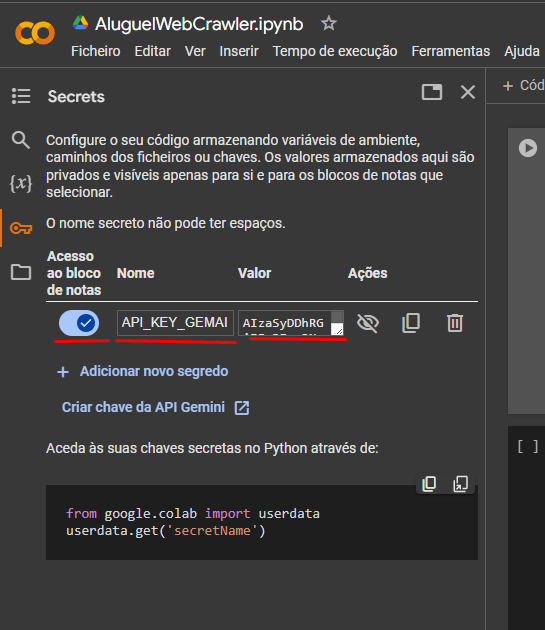 AluguelWebCrawler.ipynb
Ficheiro Editar Ver Inserir Tempo de execução Ferramentas Ajuda
Secrets
+ Cód
Configure o seu código armazenando variáveis de ambiente,
caminhos dos ficheiros ou chaves. Os valores armazenados aqui são
privados e visíveis apenas para si e para os blocos de notas que
selecionar.
O nome secreto não pode ter espaços.
Acesso
ao bloco
de notas
Nome
Valor
Ações
API_KEY_GEMAI
AIzaSyDDhRG
+ Adicionar novo segredo
Criar chave da API Gemini
Aceda às suas chaves secretas no Python através de:
[ ]
from google.colab import userdata
userdata.get('secretName')